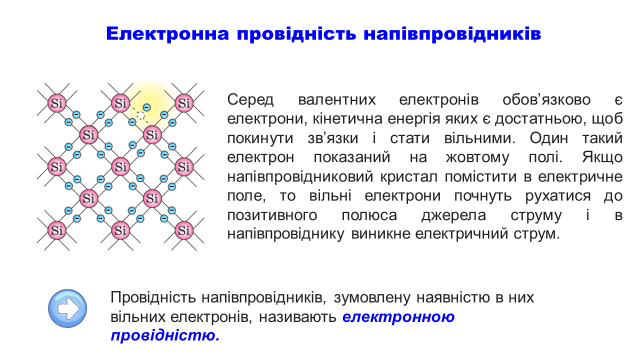 Електронна провідність напівпровідників
Si Si Si
Серед валентних електронів обов’язково є
електрони, кінетична енергія яких є достатньою, щоб
Si Si
покинути зв’язки і стати вільними. Один такий
електрон показаний на жовтому полі. Якщо
Si Si Si
напівпровідниковий кристал помістити в електричне
поле, то вільні електрони почнуть рухатися до
Si Si
позитивного полюса джерела струму і в
Si Si Si
напівпровіднику виникне електричний струм.
Провідність напівпровідників, зумовлену наявністю в них
вільних електронів, називають електронною
провідністю.